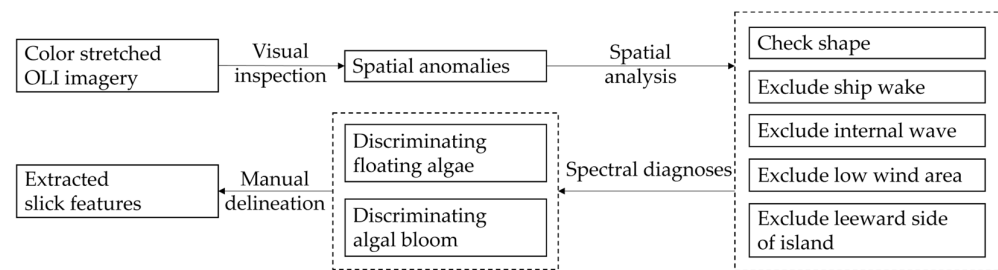 Color stretched
OLI imagery
Visual
inspection
Spatial anomalies
Spatial
analysis
Check shape
Exclude ship wake
Exclude internal wave
Exclude low wind area
Exclude leeward side
of island
Spectral diagnoses
Discriminating
floating algae
Discriminating
algal bloom
Manual
delineation
Extracted
slick features